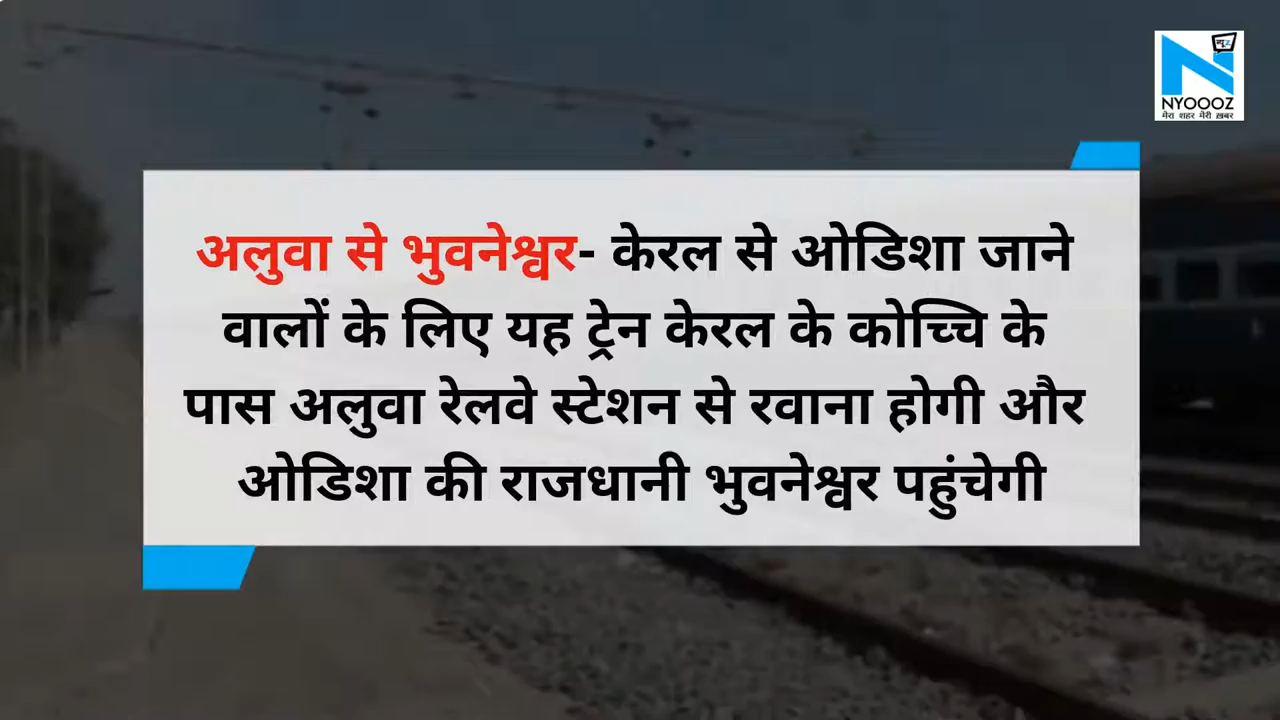 न्यूz
NYOOOZ
मेरा शहर मेरी ख़बर
अलुवा से भुवनेश्वर- केरल से ओडिशा जाने
वालों के लिए यह ट्रेन केरल के कोच्चि के
पास अलुवा रेलवे स्टेशन से रवाना होगी और
ओडिशा की राजधानी भुवनेश्वर पहुंचेगी